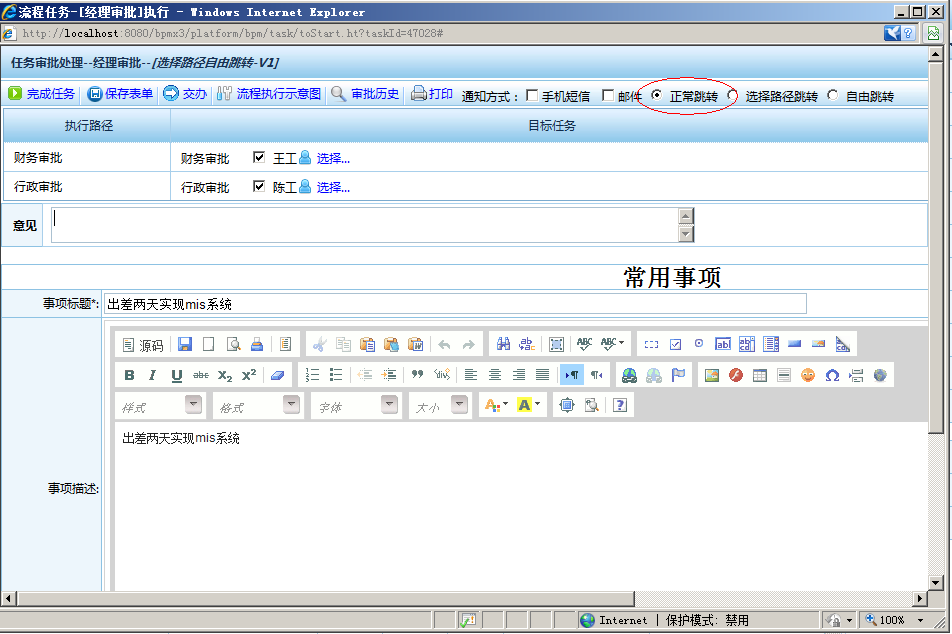 流程任务-[经理审批]执行 - Windows Internet Explorer
http://localhost:8080/bpmx3/platform/bpm/task/toStart.ht?taskId=47028#
任务审批处理--经理审批--[选择路径自由跳转-V1]
完成任务 保存表单 交办 流程执行示意图 审批历史 打印 通知方式： 手机短信 邮件 正常跳转 选择路径跳转 自由跳转
执行路径 目标任务
财务审批 财务审批 王工 选择...
行政审批 行政审批 陈工 选择...
意见
常用事项
事项标题*: 出差两天实现mis系统
源码
样式 格式 字体 大小
出差两天实现mis系统
事项描述:
Internet | 保护模式: 禁用 100%